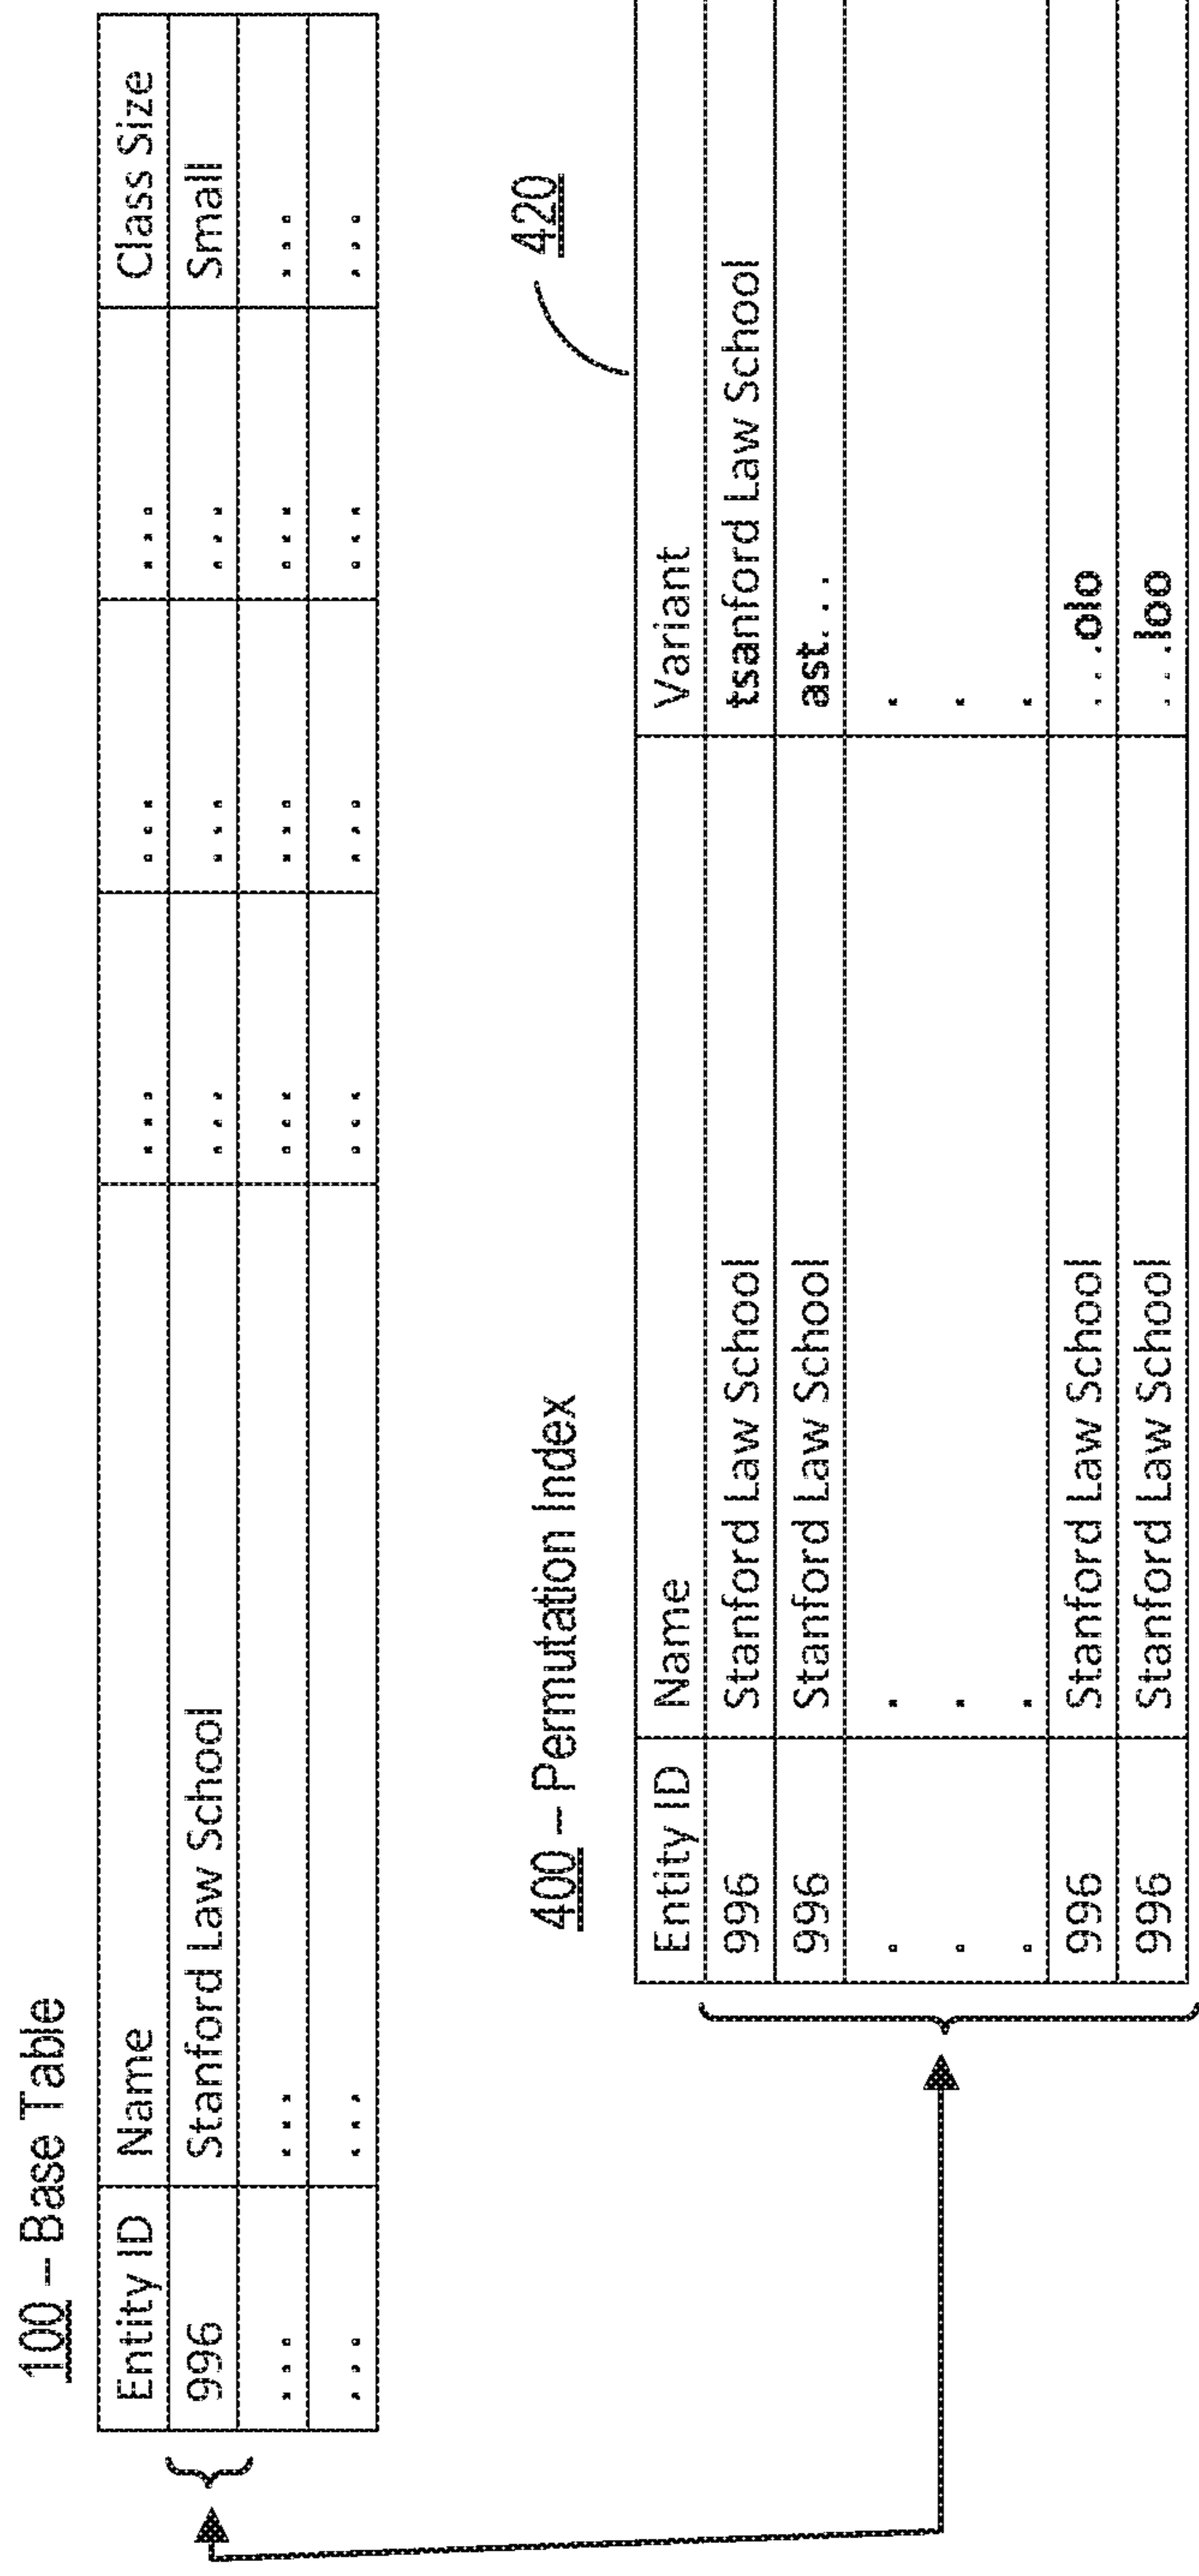 100 – Base Table
Entity ID Name ... ... ... Class Size
996 Stanford Law School ... ... ... Small
... ... ... ... ... ...
... ... ... ... ... ...
400 – Permutation Index
420
Entity ID Name Variant
996 Stanford Law School tsanford Law School
996 Stanford Law School ast. . .
. . .
. . .
. . .
996 Stanford Law School . . .olo
996 Stanford Law School . . .loo